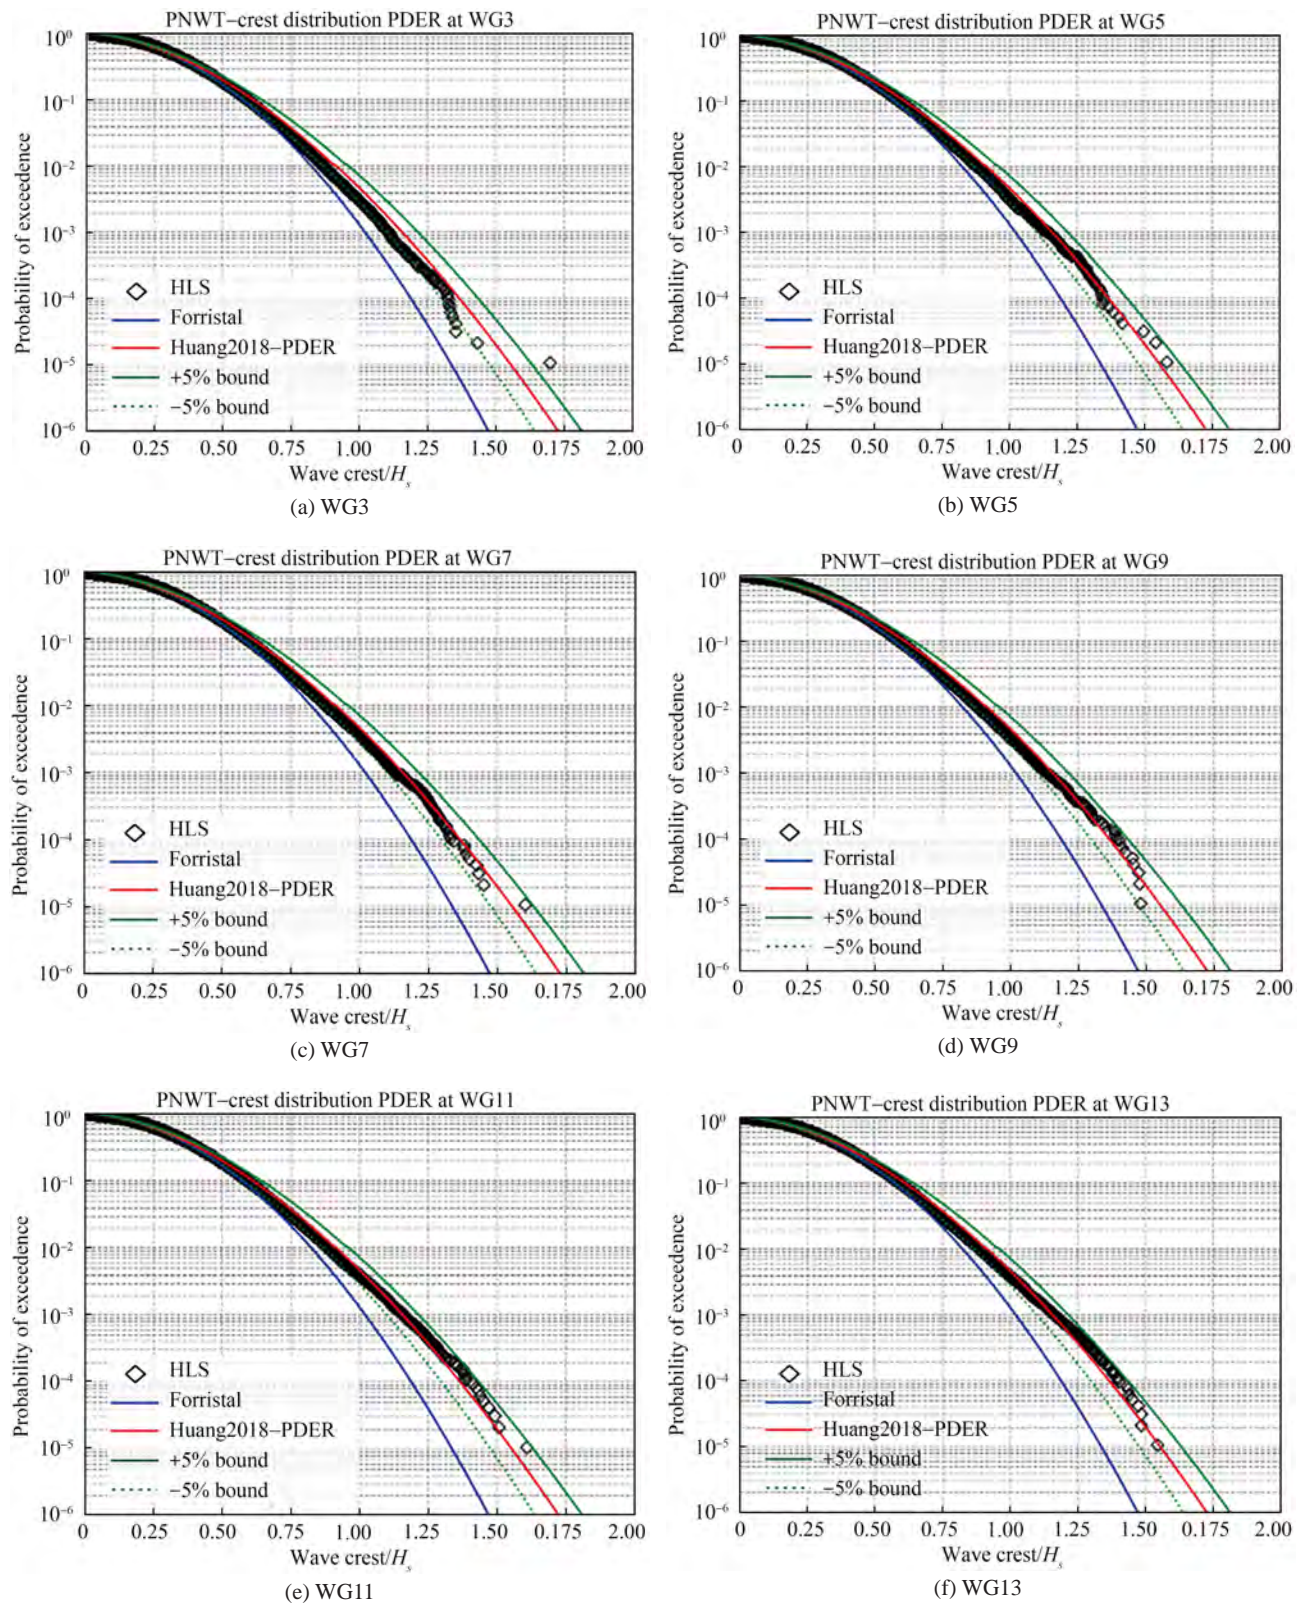 PNWT−crest distribution PDER at WG3
10⁰
10⁻¹
10⁻²
10⁻³
10⁻⁴
10⁻⁵
10⁻⁶
Probability of exceedence
HLS
Forristal
Huang2018−PDER
+5% bound
−5% bound
0 0.25 0.50 0.75 1.00 1.25 1.50 0.175 2.00
Wave crest/Hₛ
(a) WG3
PNWT−crest distribution PDER at WG5
10⁰
10⁻¹
10⁻²
10⁻³
10⁻⁴
10⁻⁵
10⁻⁶
Probability of exceedence
HLS
Forristal
Huang2018−PDER
+5% bound
−5% bound
0 0.25 0.50 0.75 1.00 1.25 1.50 0.175 2.00
Wave crest/Hₛ
(b) WG5
PNWT−crest distribution PDER at WG7
10⁰
10⁻¹
10⁻²
10⁻³
10⁻⁴
10⁻⁵
10⁻⁶
Probability of exceedence
HLS
Forristal
Huang2018−PDER
+5% bound
−5% bound
0 0.25 0.50 0.75 1.00 1.25 1.50 0.175 2.00
Wave crest/Hₛ
(c) WG7
PNWT−crest distribution PDER at WG9
10⁰
10⁻¹
10⁻²
10⁻³
10⁻⁴
10⁻⁵
10⁻⁶
Probability of exceedence
HLS
Forristal
Huang2018−PDER
+5% bound
−5% bound
0 0.25 0.50 0.75 1.00 1.25 1.50 0.175 2.00
Wave crest/Hₛ
(d) WG9
PNWT−crest distribution PDER at WG11
10⁰
10⁻¹
10⁻²
10⁻³
10⁻⁴
10⁻⁵
10⁻⁶
Probability of exceedence
HLS
Forristal
Huang2018−PDER
+5% bound
−5% bound
0 0.25 0.50 0.75 1.00 1.25 1.50 0.175 2.00
Wave crest/Hₛ
(e) WG11
PNWT−crest distribution PDER at WG13
10⁰
10⁻¹
10⁻²
10⁻³
10⁻⁴
10⁻⁵
10⁻⁶
Probability of exceedence
HLS
Forristal
Huang2018−PDER
+5% bound
−5% bound
0 0.25 0.50 0.75 1.00 1.25 1.50 0.175 2.00
Wave crest/Hₛ
(f) WG13